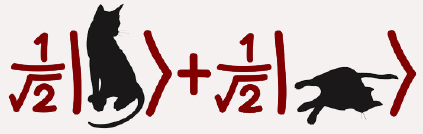 1/√2 | ⟩ + 1/√2 | ⟩